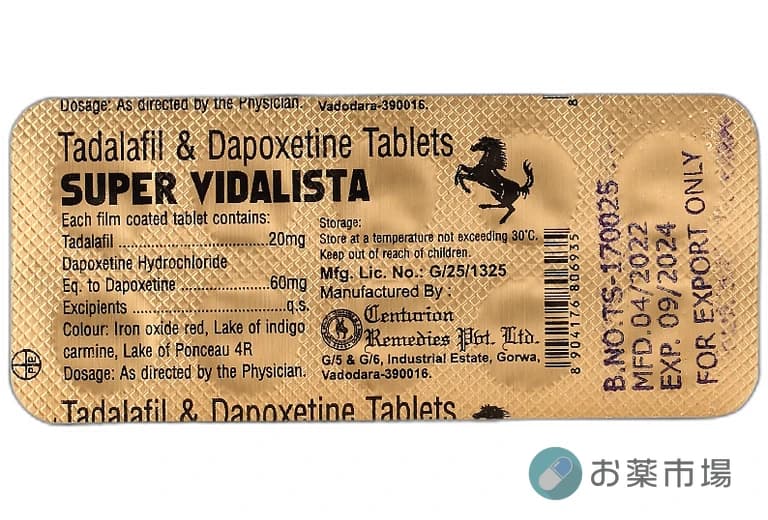 Dosage: As directed by the Physician. Vadodara-390016.
Tadalafil & Dapoxetine Tablets
SUPER VIDALISTA
Each film coated tablet contains:
Tadalafil ............................20mg
Dapoxetine Hydrochloride
Eq. to Dapoxetine ................60mg
Excipients ............................q.s.
Colour: Iron oxide red, Lake of indigo
carmine, Lake of Ponceau 4R
Dosage: As directed by the Physician.
Storage:
Store at a temperature not exceeding 30°C.
Keep out of reach of children.
Mfg. Lic. No.: G/25/1325
Manufactured By :
Centurion
Remedies Pvt. Ltd.
G/5 & G/6, Industrial Estate, Gorwa,
Vadodara-390016.
8 904176 806935
B.NO.TS-170025
MFD.04/2022
EXP. 09/2024
FOR EXPORT ONLY
Tadalafil & Dapoxetine Tablets
お薬市場